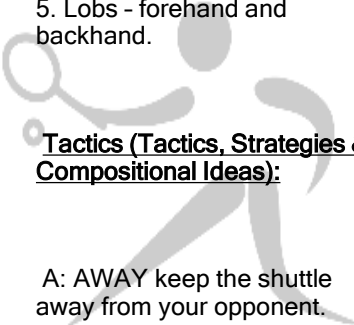 5. Lobs – forehand and
backhand.
Tactics (Tactics, Strategies &
Compositional Ideas):
A: AWAY keep the shuttle
away from your opponent.